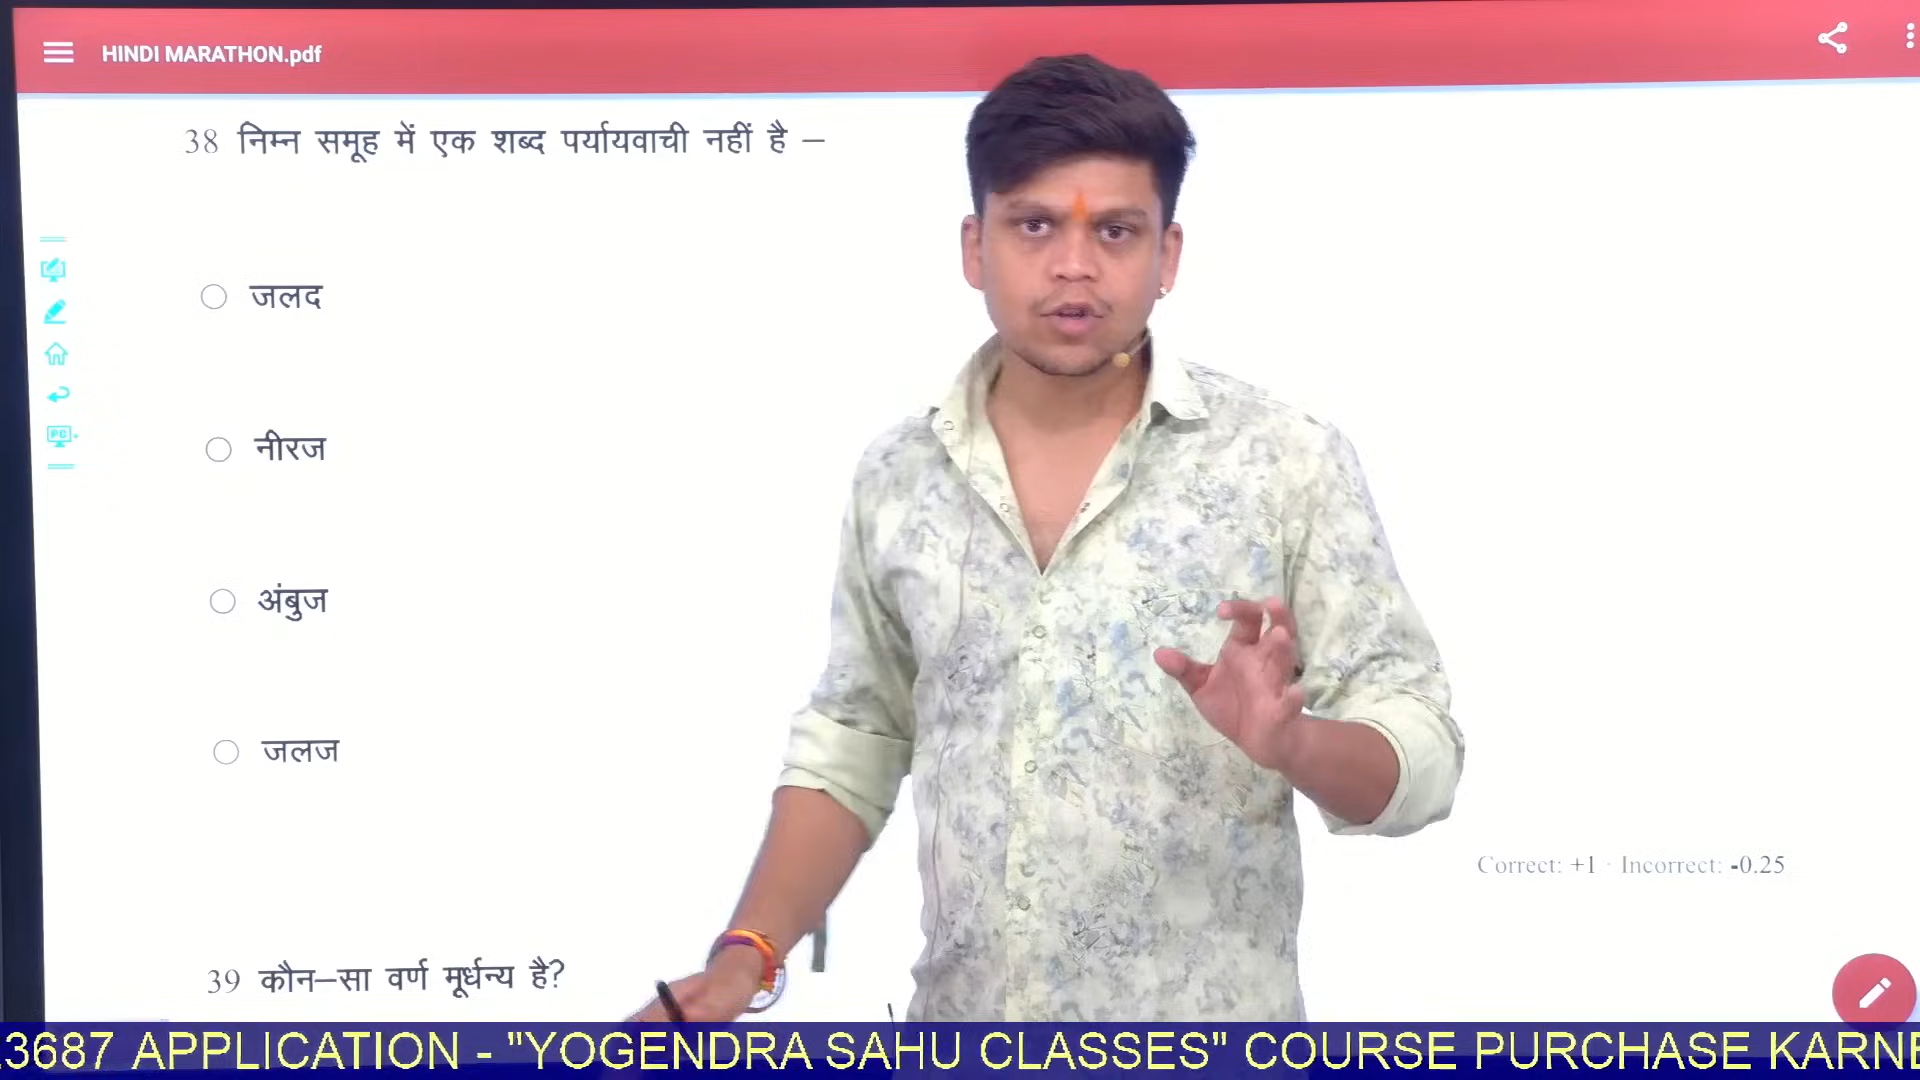 HINDI MARATHON.pdf
38 निम्न समूह में एक शब्द पर्यायवाची नहीं है –
जलद
नीरज
अंबुज
जलज
Correct: +1 · Incorrect: -0.25
39 कौन–सा वर्ण मूर्धन्य है?
3687 APPLICATION - "YOGENDRA SAHU CLASSES" COURSE PURCHASE KARNE